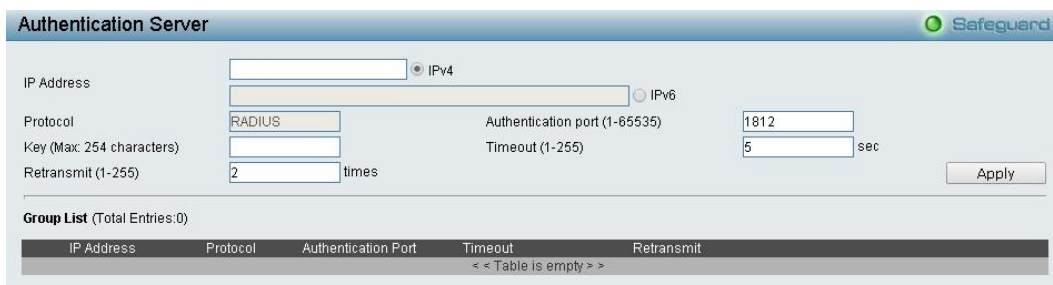 Authentication Server
Safeguard
IP Address
IPv4
IPv6
Protocol RADIUS Authentication port (1-65535) 1812
Key (Max: 254 characters) Timeout (1-255) 5 sec
Retransmit (1-255) 2 times Apply
Group List (Total Entries:0)
IP Address Protocol Authentication Port Timeout Retransmit
< < Table is empty > >